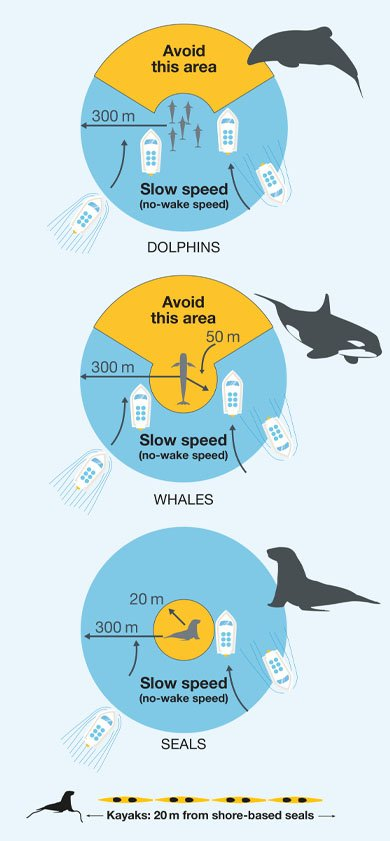 Avoid
this area
300 m
Slow speed
(no-wake speed)
DOLPHINS
Avoid
this area
50 m
300 m
Slow speed
(no-wake speed)
WHALES
20 m
300 m
Slow speed
(no-wake speed)
SEALS
Kayaks: 20 m from shore-based seals